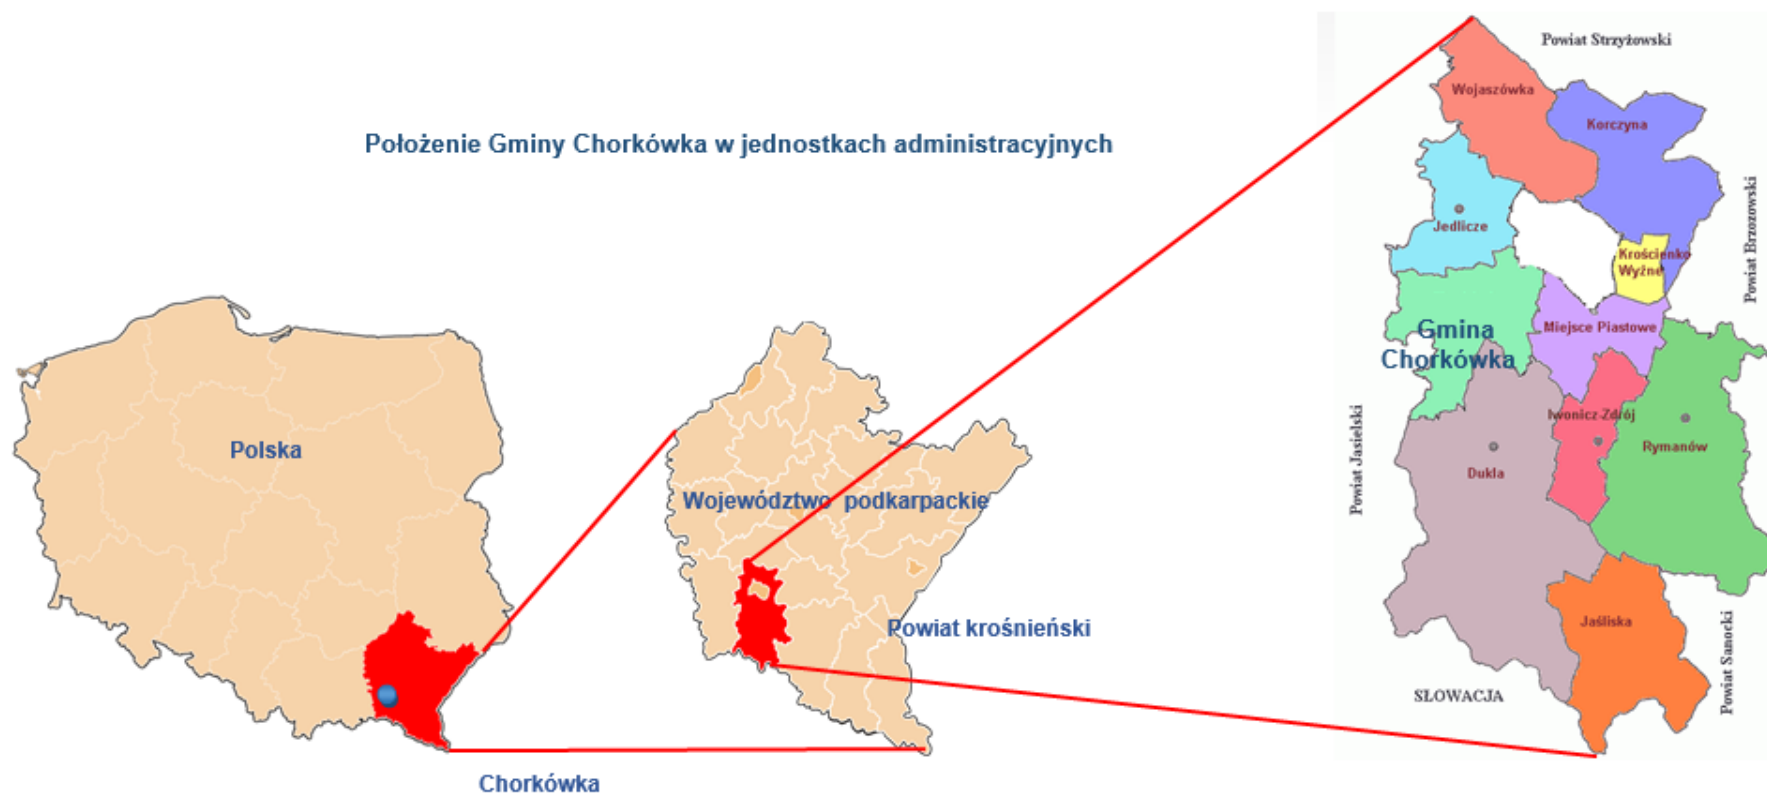 Położenie Gminy Chorkówka w jednostkach administracyjnych
Polska
Chorkówka
Województwo podkarpackie
Powiat krośnieński
Powiat Strzyżowski
Wojaszówka
Korczyna
Powiat Brzozowski
Jedlicze
Krościenko
Wyżne
Gmina
Chorkówka
Miejsce Piastowe
Powiat Jasielski
Iwonicz-Zdrój
Rymanów
Dukla
Jaśliska
Powiat Sanocki
SŁOWACJA